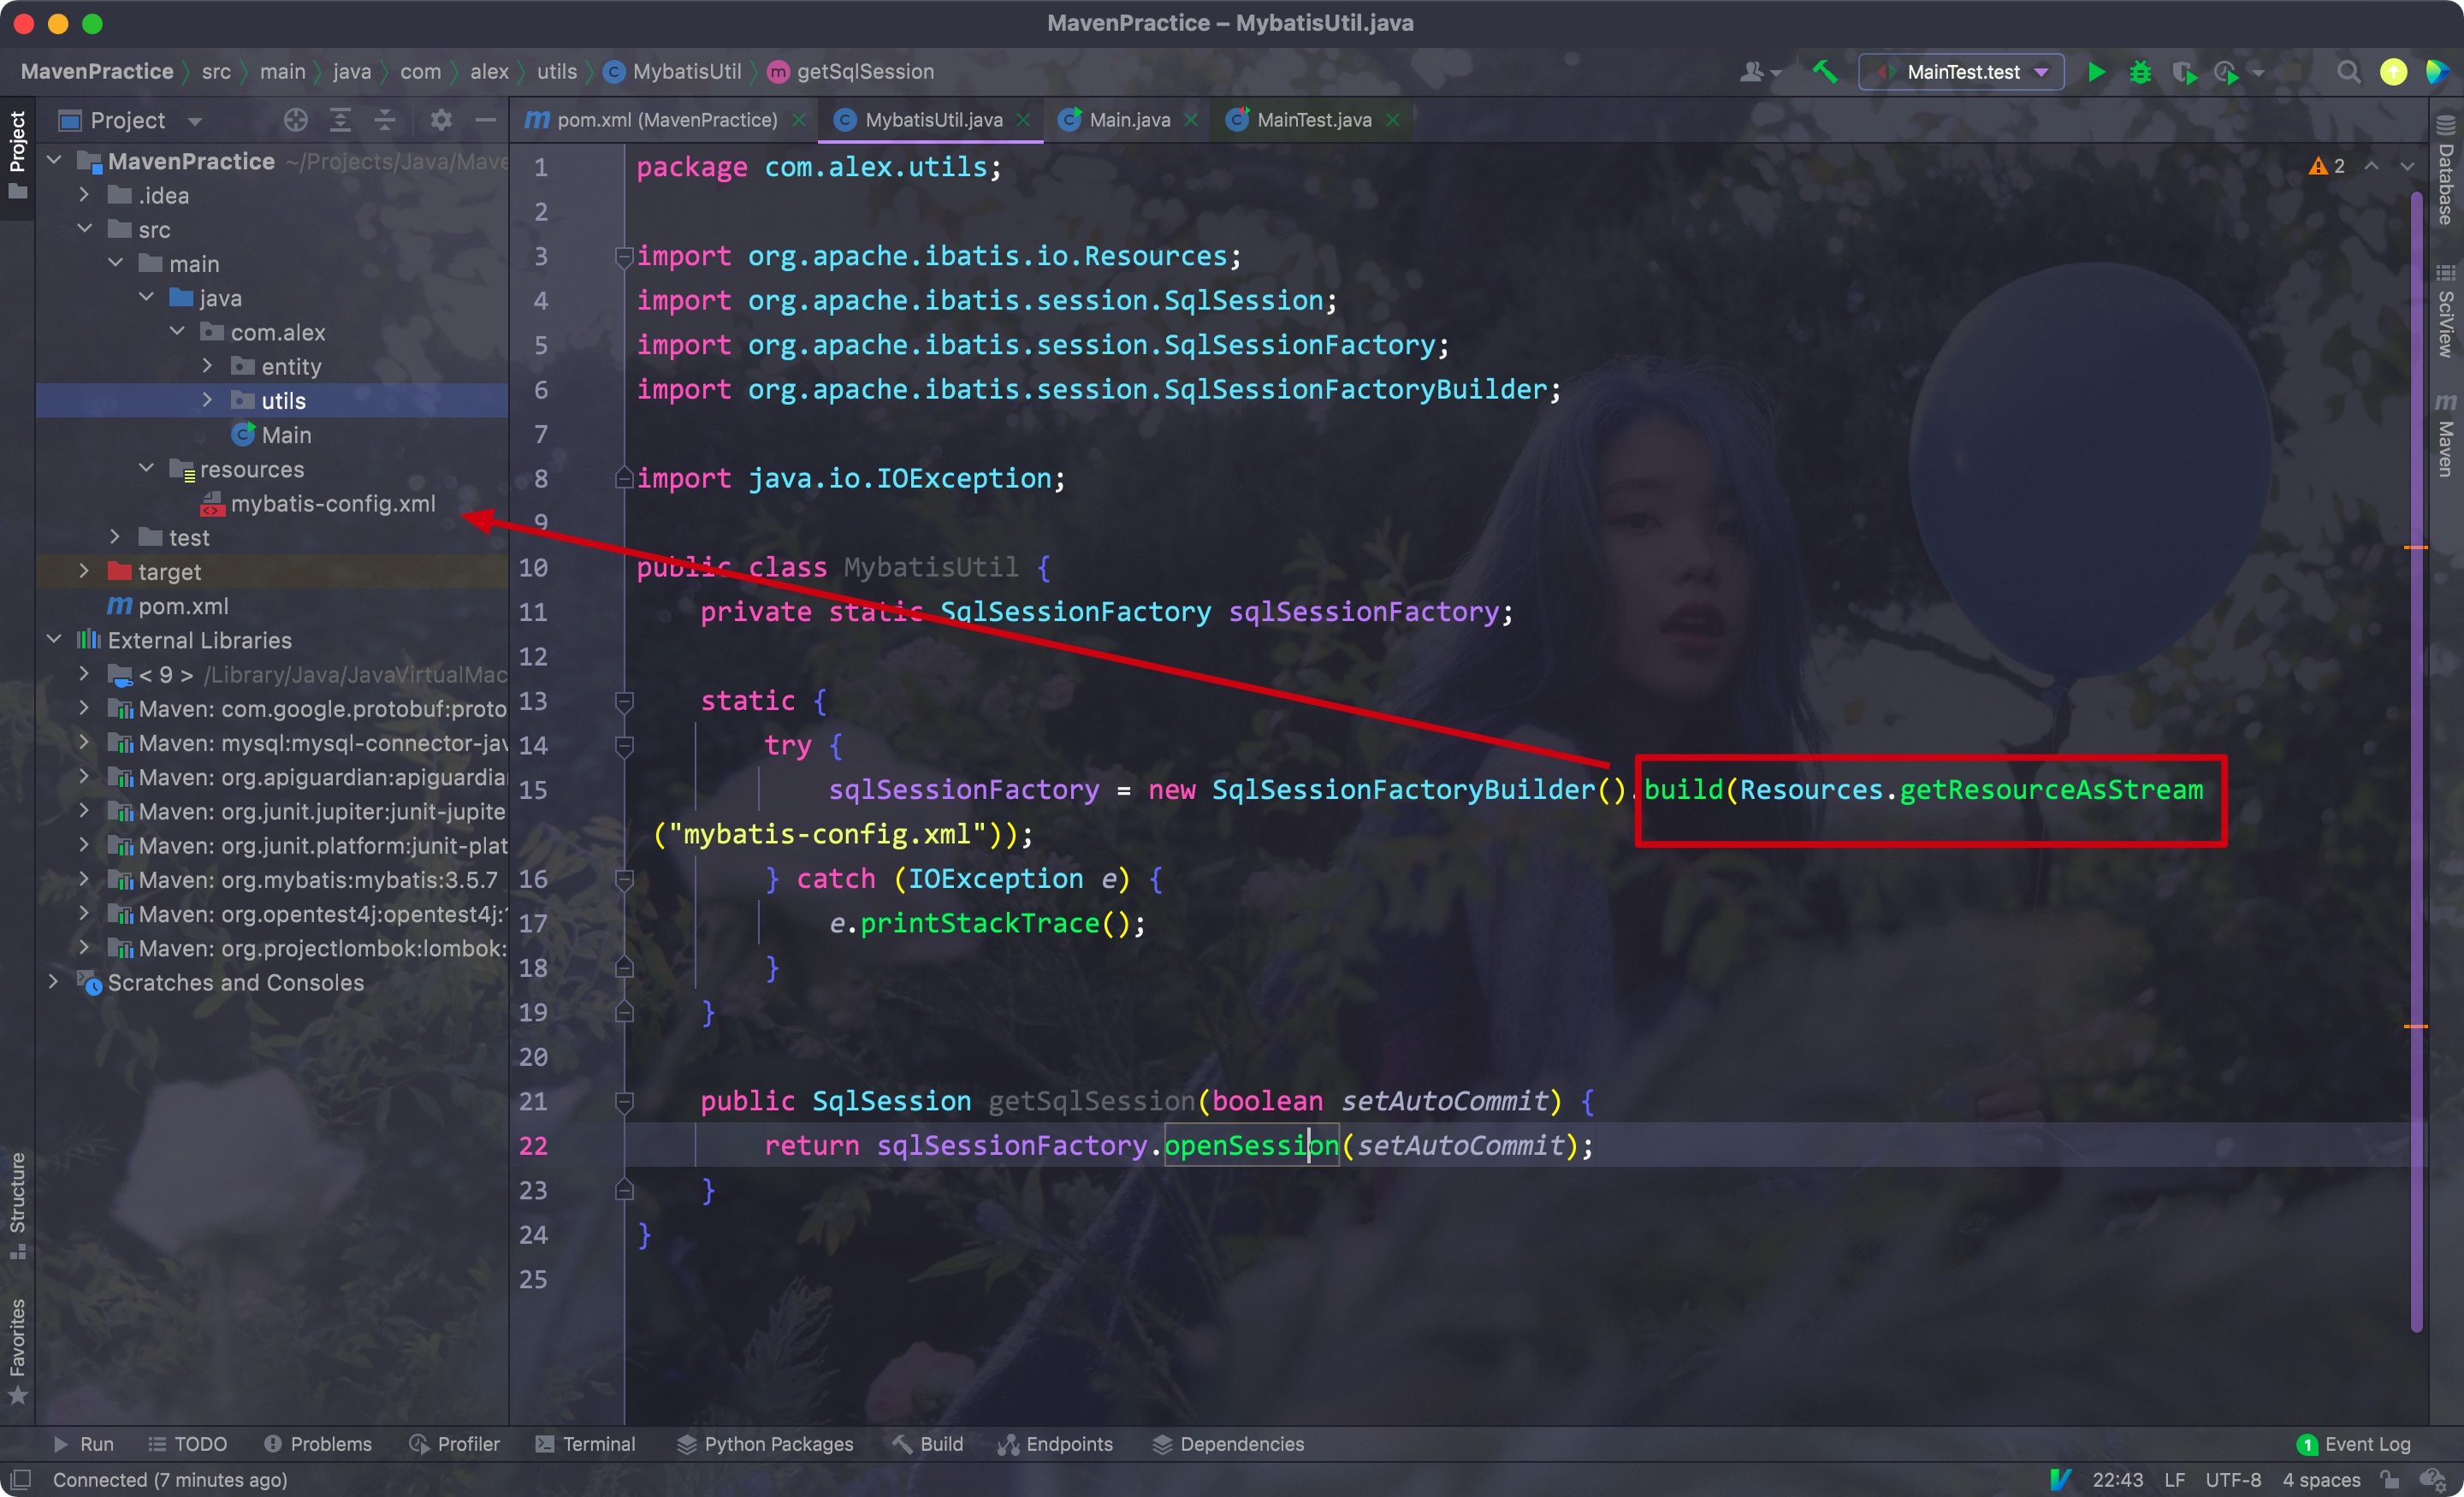 MavenPractice – MybatisUtil.java
MavenPractice src main java com alex utils MybatisUtil getSqlSession
MainTest.test
Project
pom.xml (MavenPractice)
MybatisUtil.java
Main.java
MainTest.java
Project
MavenPractice ~/Projects/Java/Mave
.idea
src
main
java
com.alex
entity
utils
Main
resources
mybatis-config.xml
test
target
pom.xml
External Libraries
< 9 > /Library/Java/JavaVirtualMac
Maven: com.google.protobuf:proto
Maven: mysql:mysql-connector-jav
Maven: org.apiguardian:apiguardia
Maven: org.junit.jupiter:junit-jupite
Maven: org.junit.platform:junit-plat
Maven: org.mybatis:mybatis:3.5.7
Maven: org.opentest4j:opentest4j:1
Maven: org.projectlombok:lombok:
Scratches and Consoles
Structure
Favorites
2
1 package com.alex.utils;
2
3 import org.apache.ibatis.io.Resources;
4 import org.apache.ibatis.session.SqlSession;
5 import org.apache.ibatis.session.SqlSessionFactory;
6 import org.apache.ibatis.session.SqlSessionFactoryBuilder;
7
8 import java.io.IOException;
9
10 public class MybatisUtil {
11 private static SqlSessionFactory sqlSessionFactory;
12
13 static {
14 try {
15 sqlSessionFactory = new SqlSessionFactoryBuilder().build(Resources.getResourceAsStream
("mybatis-config.xml"));
16 } catch (IOException e) {
17 e.printStackTrace();
18 }
19 }
20
21 public SqlSession getSqlSession(boolean setAutoCommit) {
22 return sqlSessionFactory.openSession(setAutoCommit);
23 }
24 }
25
Database
SciView
Maven
Run
TODO
Problems
Profiler
Terminal
Python Packages
Build
Endpoints
Dependencies
1 Event Log
Connected (7 minutes ago)
22:43 LF UTF-8 4 spaces